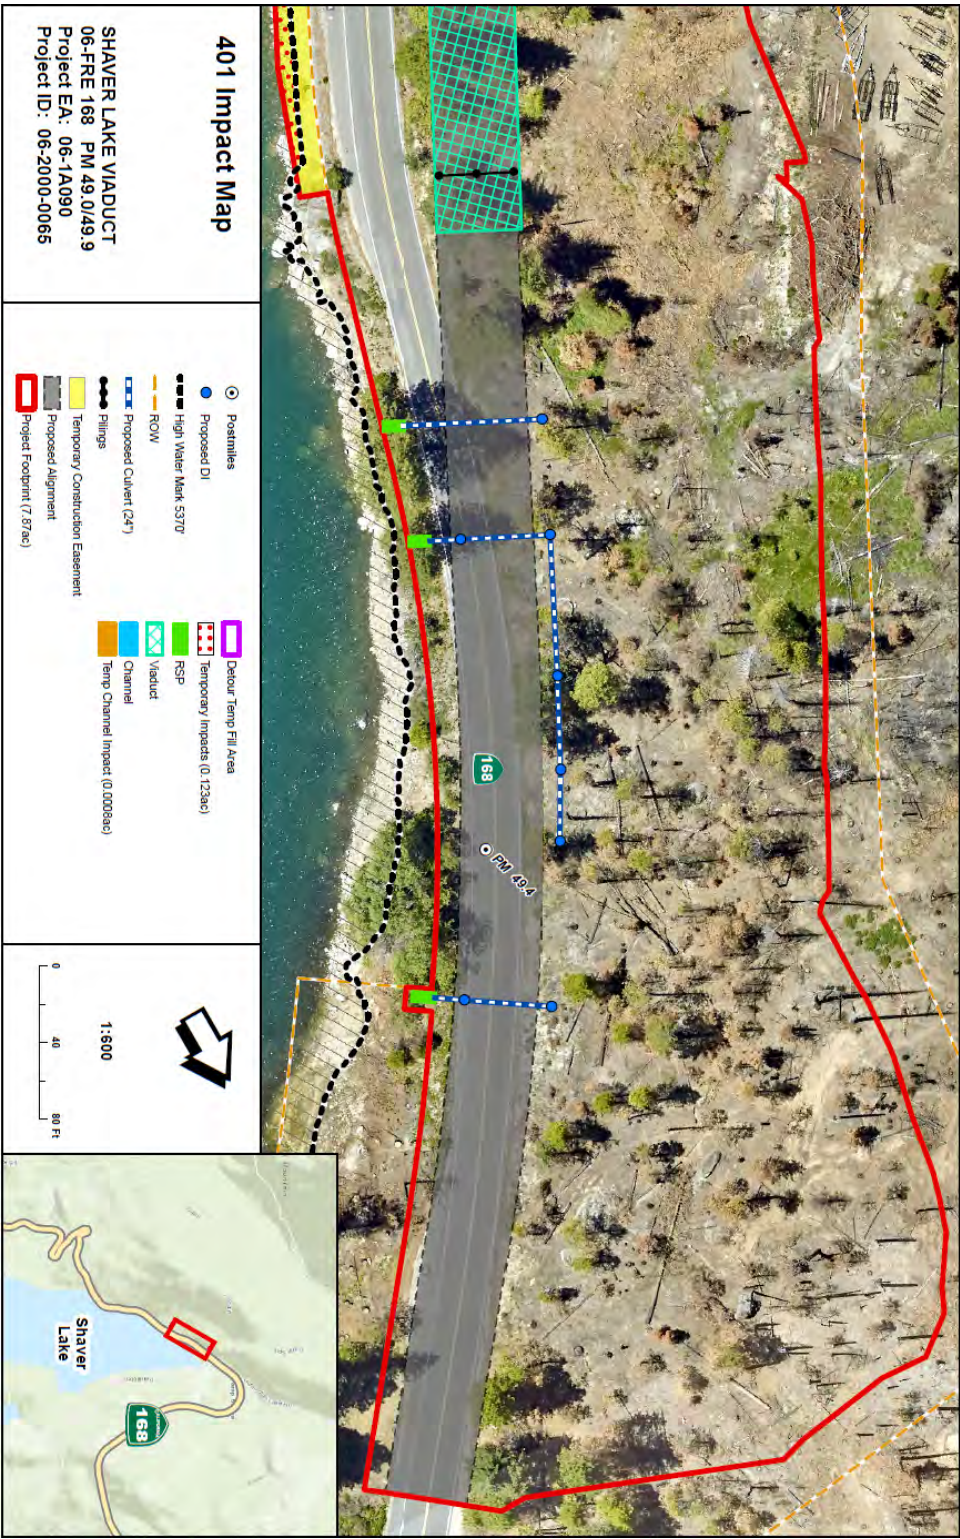 401 Impact Map
SHAVER LAKE VIADUCT
06-FRE 168 PM 49.0/49.9
Project EA: 06-1A090
Project ID: 06-2000-0065
Postmiles
Proposed DI
High Water Mark 5370'
ROW
Proposed Culvert (24")
Pilings
Temporary Construction Easement
Proposed Alignment
Project Footprint (7.87ac)
Detour Temp Fill Area
Temporary Impacts (0.123ac)
RSP
Viaduct
Channel
Temp Channel Impact (0.0008ac)
1:600
0 40 80 Ft
168
PM 49.4
Shaver
Lake
168